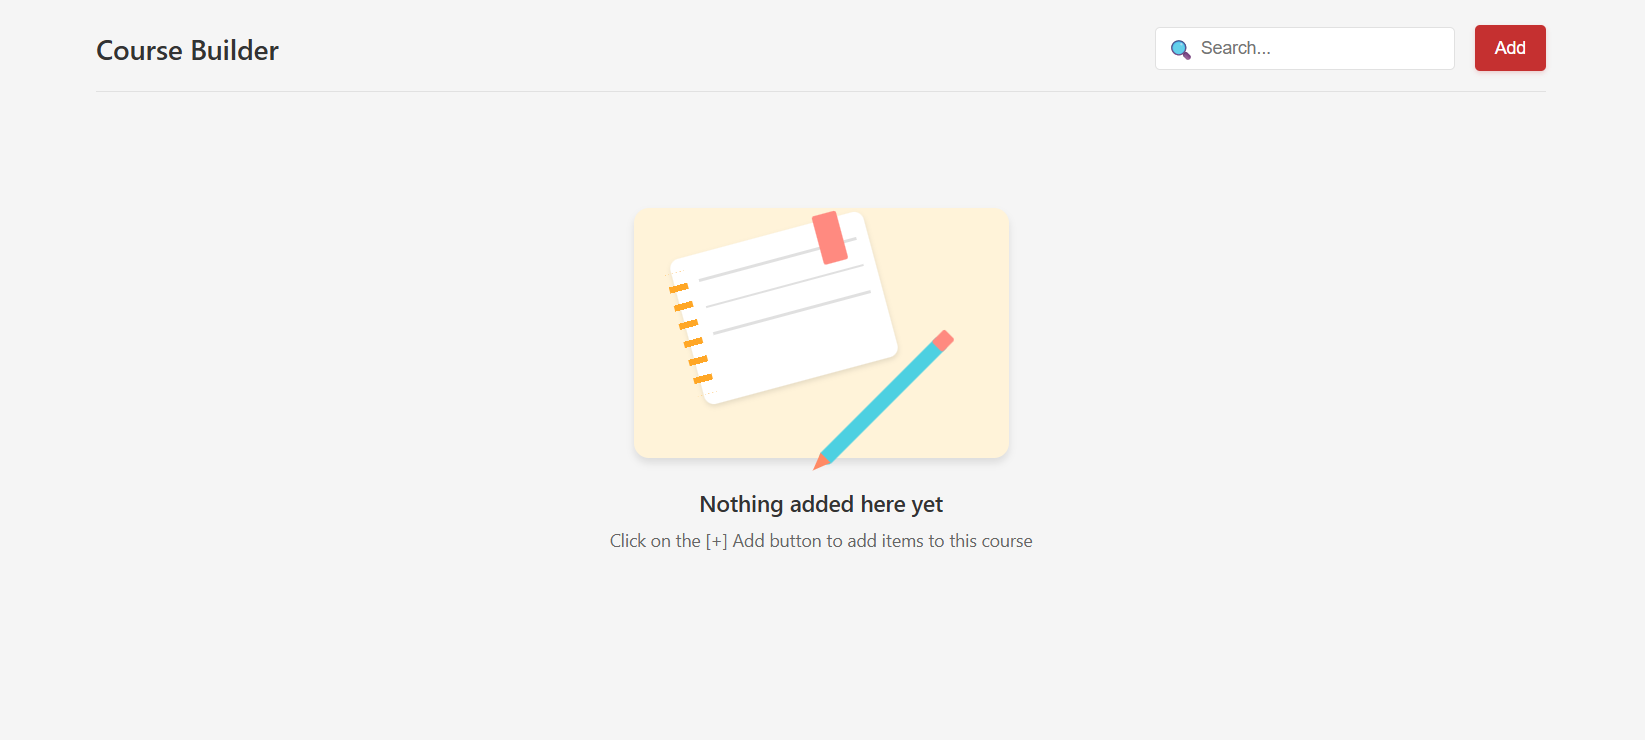 Course Builder
Search...
Add
Nothing added here yet
Click on the [+] Add button to add items to this course